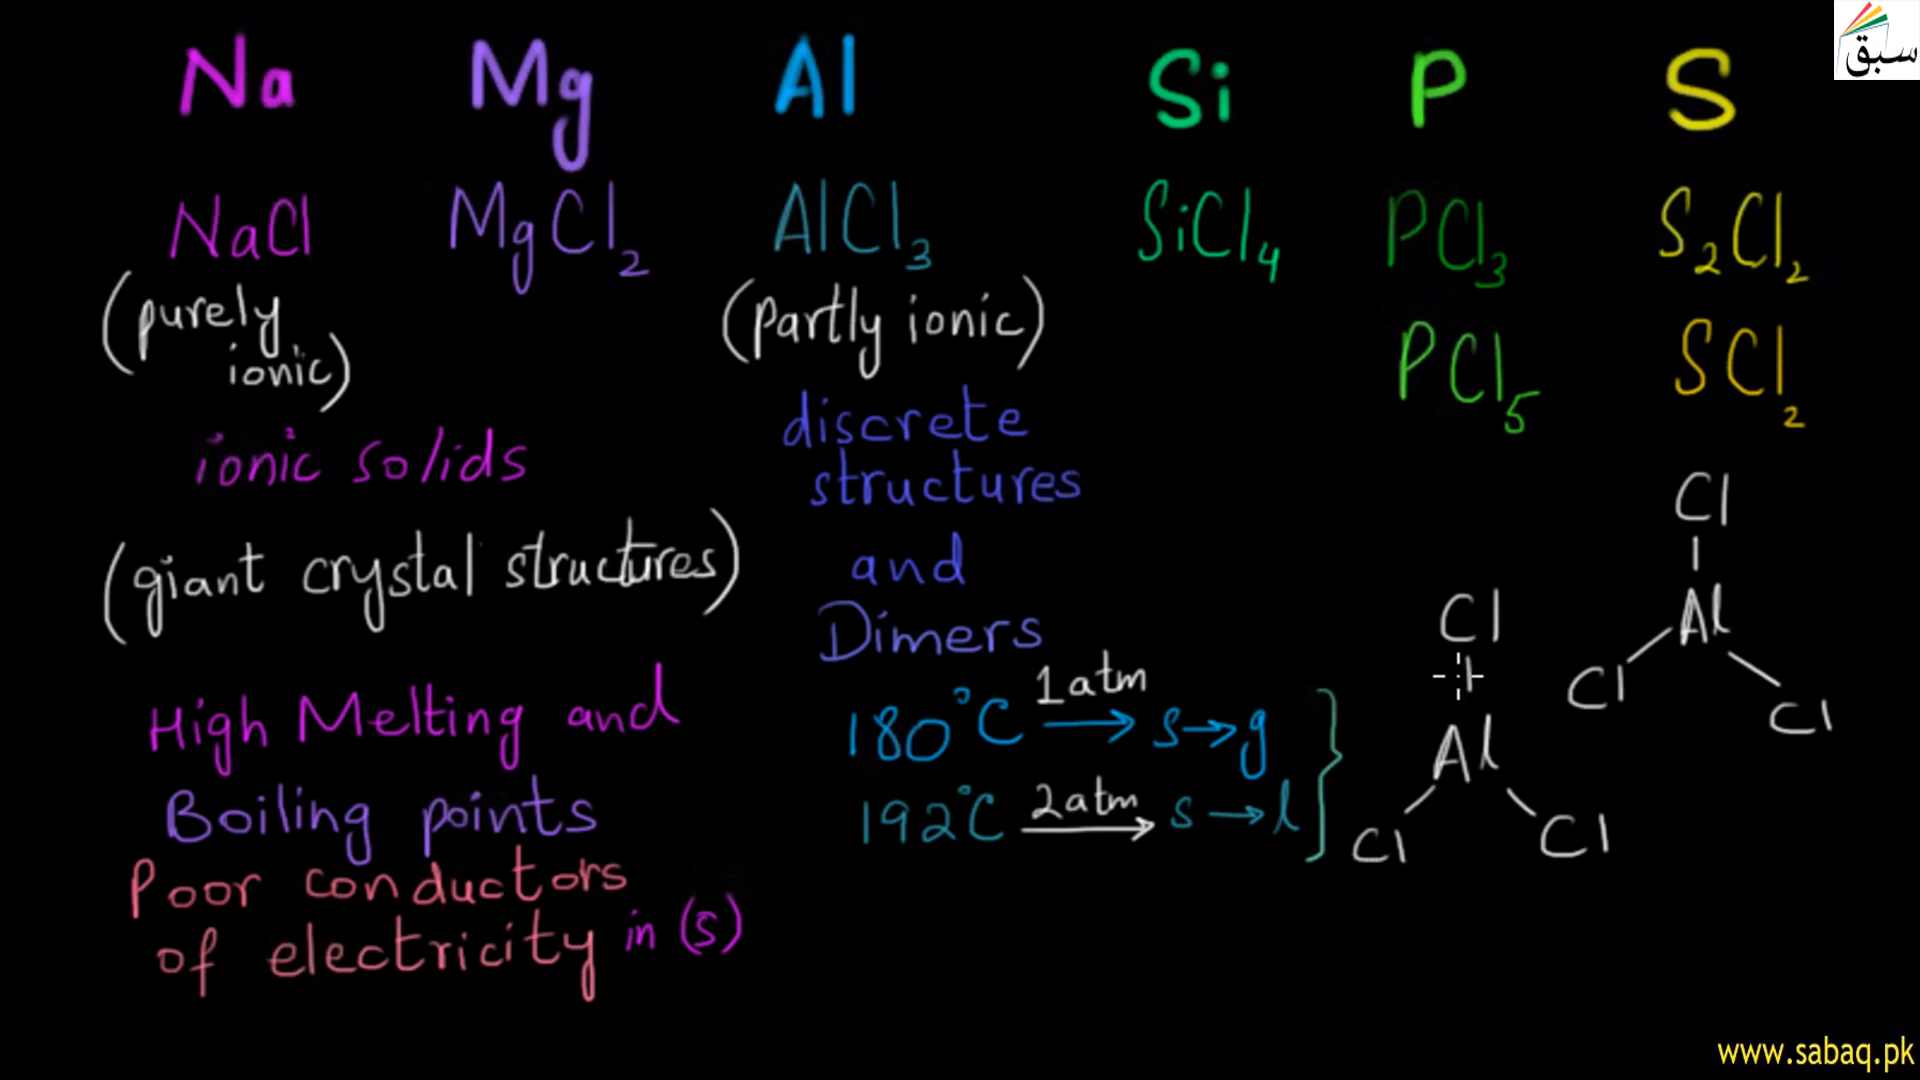 Na Mg Al Si P S
سبق
NaCl MgCl₂ AlCl₃ SiCl₄ PCl₃ S₂Cl₂
(purely ionic)
(partly ionic)
PCl₅ SCl₂
ionic solids
(giant crystal structures)
High Melting and
Boiling points
Poor conductors
of electricity in (s)
discrete
structures
and
Dimers
180°C 1atm → s→g
192°C 2atm → s→l }
Cl
Al
Cl Cl
Cl
Al
Cl Cl
www.sabaq.pk